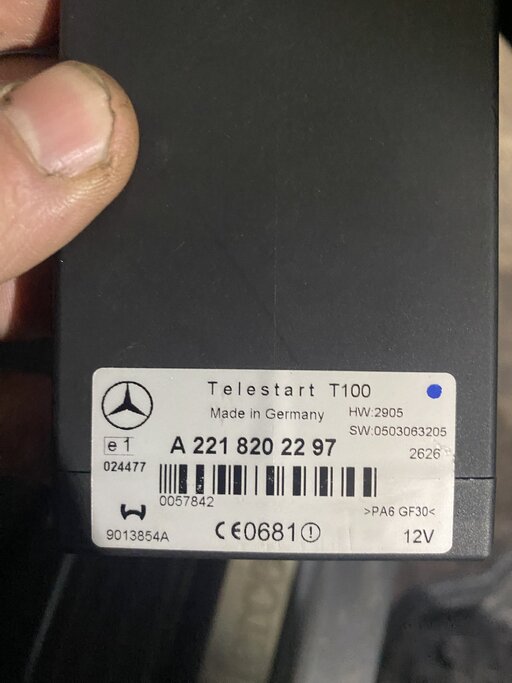 Telestart T100
Made in Germany
HW:2905
SW:0503063205
e1
A 221 820 22 97
2626
024477
0057842
>PA6 GF30<
9013854A
CE0681!
12V